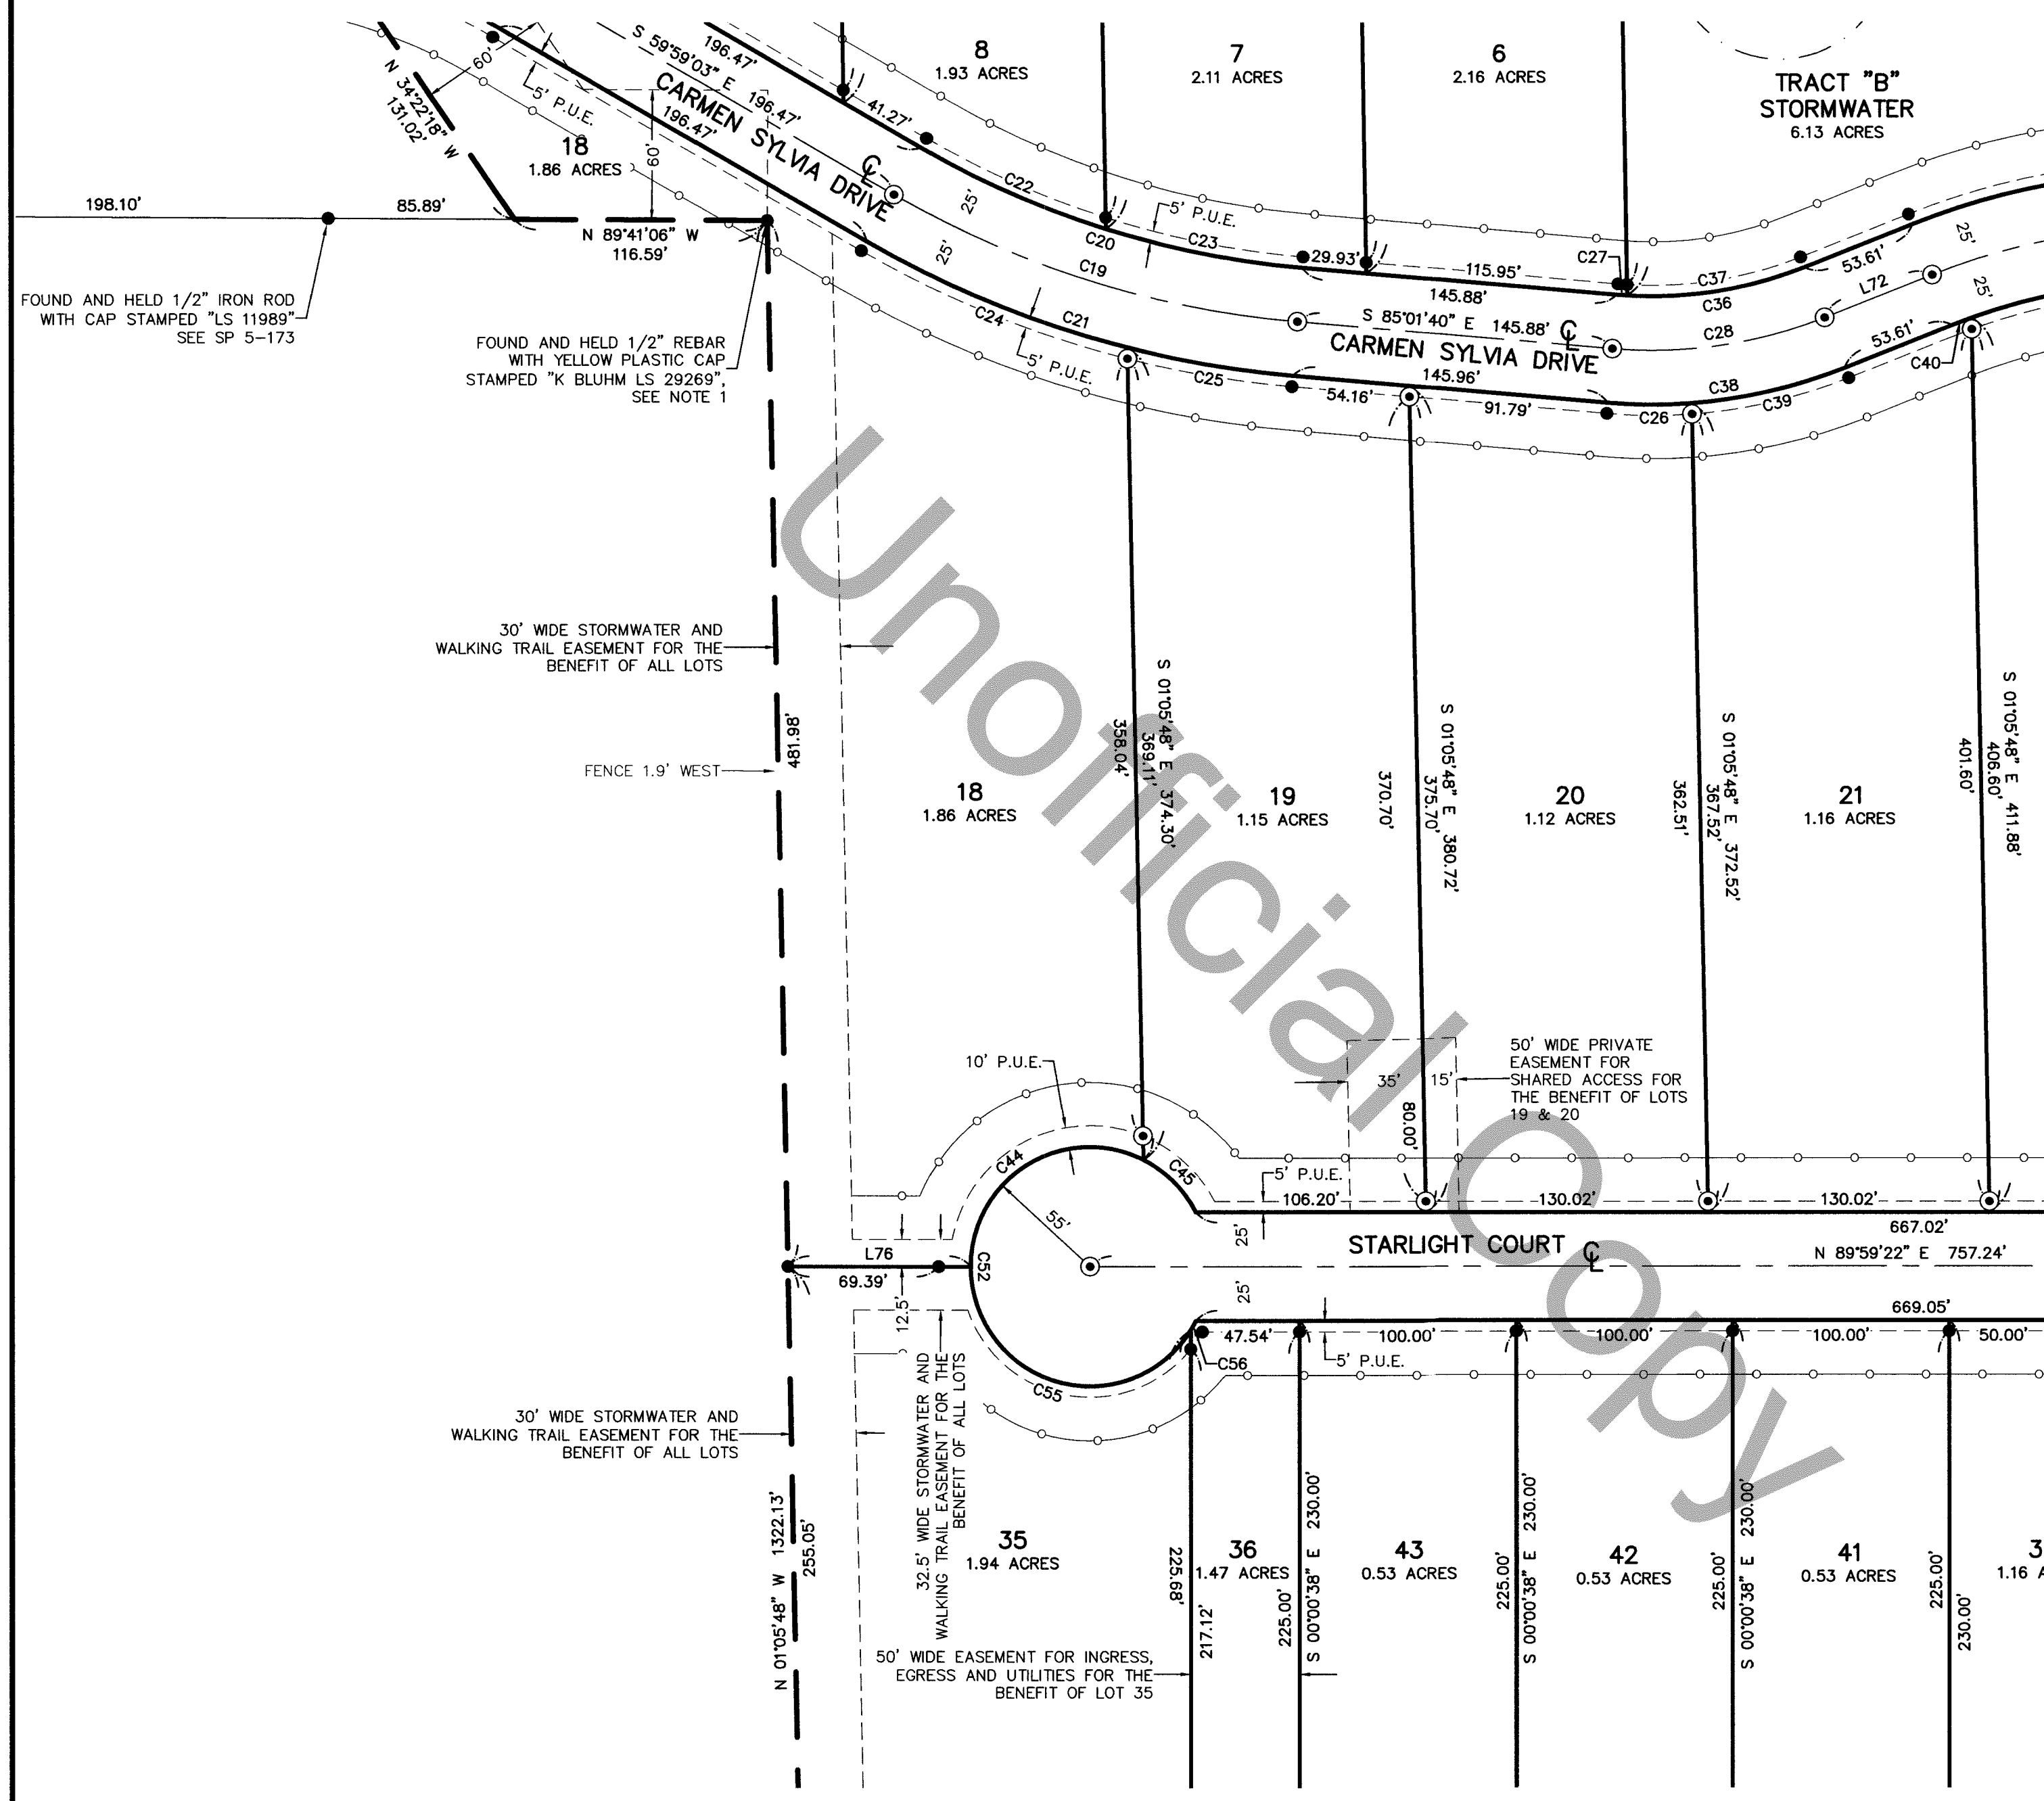 8
1.93 ACRES
7
2.11 ACRES
6
2.16 ACRES
TRACT "B"
STORMWATER
6.13 ACRES
S 59°59'03" E 196.47'
196.47'
CARMEN SYLVIA DRIVE
196.47'
41.27'
60'
5' P.U.E.
60'
N 34°22'18" W
131.02'
18
1.86 ACRES
198.10'
85.89'
N 89°41'06" W
116.59'
FOUND AND HELD 1/2" IRON ROD
WITH CAP STAMPED "LS 11989"
SEE SP 5-173
FOUND AND HELD 1/2" REBAR
WITH YELLOW PLASTIC CAP
STAMPED "K BLUHM LS 29269",
SEE NOTE 1
C22
25'
25'
C20
C23
5' P.U.E.
C19
C24
C21
5' P.U.E.
C25
29.93'
115.95'
145.88'
C27
S 85°01'40" E 145.88'
CARMEN SYLVIA DRIVE
145.96'
54.16'
91.79'
C26
C37
C36
C28
C38
C39
C40
53.61'
L72
53.61'
25'
25'
30' WIDE STORMWATER AND
WALKING TRAIL EASEMENT FOR THE
BENEFIT OF ALL LOTS
FENCE 1.9' WEST
481.98'
18
1.86 ACRES
S 01°05'48" E 374.30'
369.11'
358.04'
19
1.15 ACRES
S 01°05'48" E 380.72'
375.70'
370.70'
20
1.12 ACRES
S 01°05'48" E 372.52'
367.52'
362.51'
21
1.16 ACRES
S 01°05'48" E 411.88'
406.60'
401.60'
10' P.U.E.
35'
15'
80.00'
50' WIDE PRIVATE
EASEMENT FOR
SHARED ACCESS FOR
THE BENEFIT OF LOTS
19 & 20
C44
C45
55'
C52
L76
69.39'
12.5'
5' P.U.E.
106.20'
130.02'
130.02'
667.02'
25'
STARLIGHT COURT
N 89°59'22" E 757.24'
25'
669.05'
47.54'
100.00'
100.00'
100.00'
50.00'
C56
5' P.U.E.
C55
30' WIDE STORMWATER AND
WALKING TRAIL EASEMENT FOR THE
BENEFIT OF ALL LOTS
32.5' WIDE STORMWATER AND
WALKING TRAIL EASEMENT FOR THE
BENEFIT OF ALL LOTS
N 01°05'48" W 1322.13'
255.05'
35
1.94 ACRES
225.68'
217.12'
36
1.47 ACRES
225.00'
S 00°00'38" E 230.00'
43
0.53 ACRES
225.00'
S 00°00'38" E 230.00'
42
0.53 ACRES
225.00'
S 00°00'38" E 230.00'
41
0.53 ACRES
225.00'
230.00'
3
1.16 A
50' WIDE EASEMENT FOR INGRESS,
EGRESS AND UTILITIES FOR THE
BENEFIT OF LOT 35
Unofficial Copy